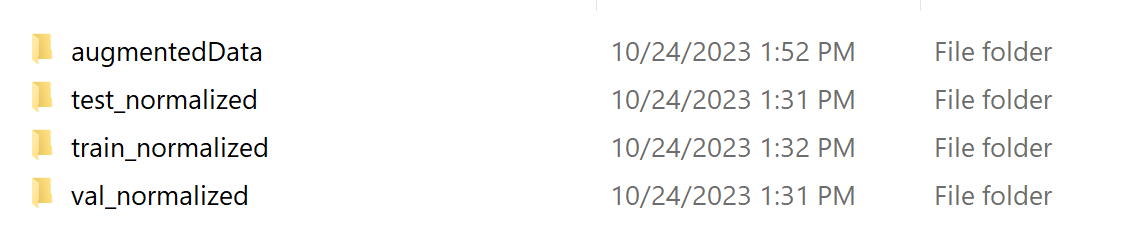 augmentedData 10/24/2023 1:52 PM File folder
test_normalized 10/24/2023 1:31 PM File folder
train_normalized 10/24/2023 1:32 PM File folder
val_normalized 10/24/2023 1:31 PM File folder